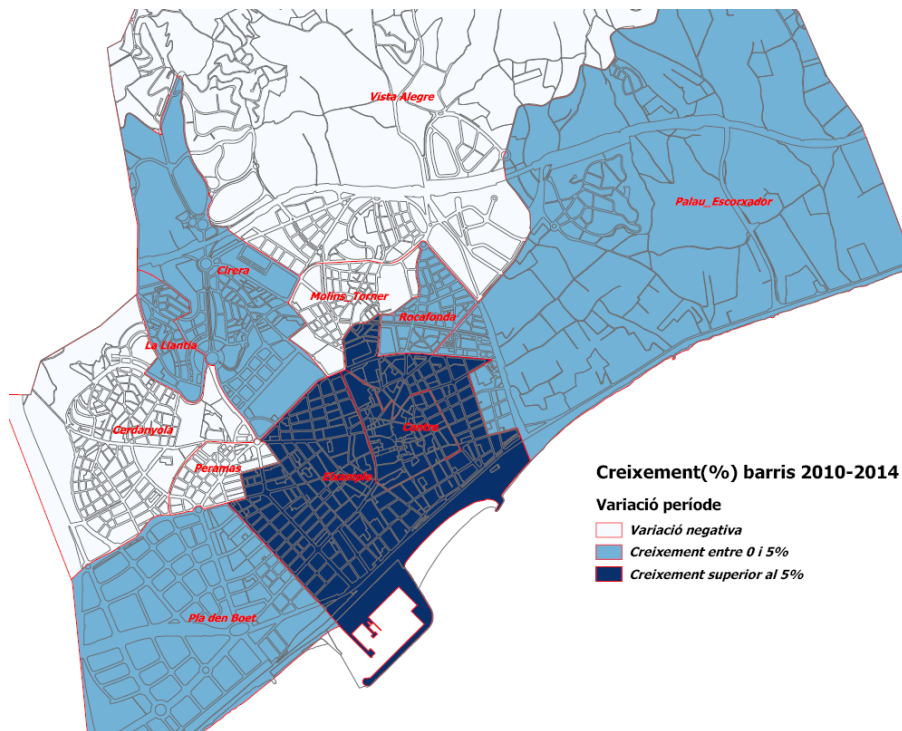 Vista Alegre
Palau_Escorxador
Cirera
Molins_Torner
Rocafonda
La Llantia
Cerdanyola
Centre
Peramas
Eixample
Pla den Boet
Creixement(%) barris 2010-2014
Variació període
Variació negativa
Creixement entre 0 i 5%
Creixement superior al 5%